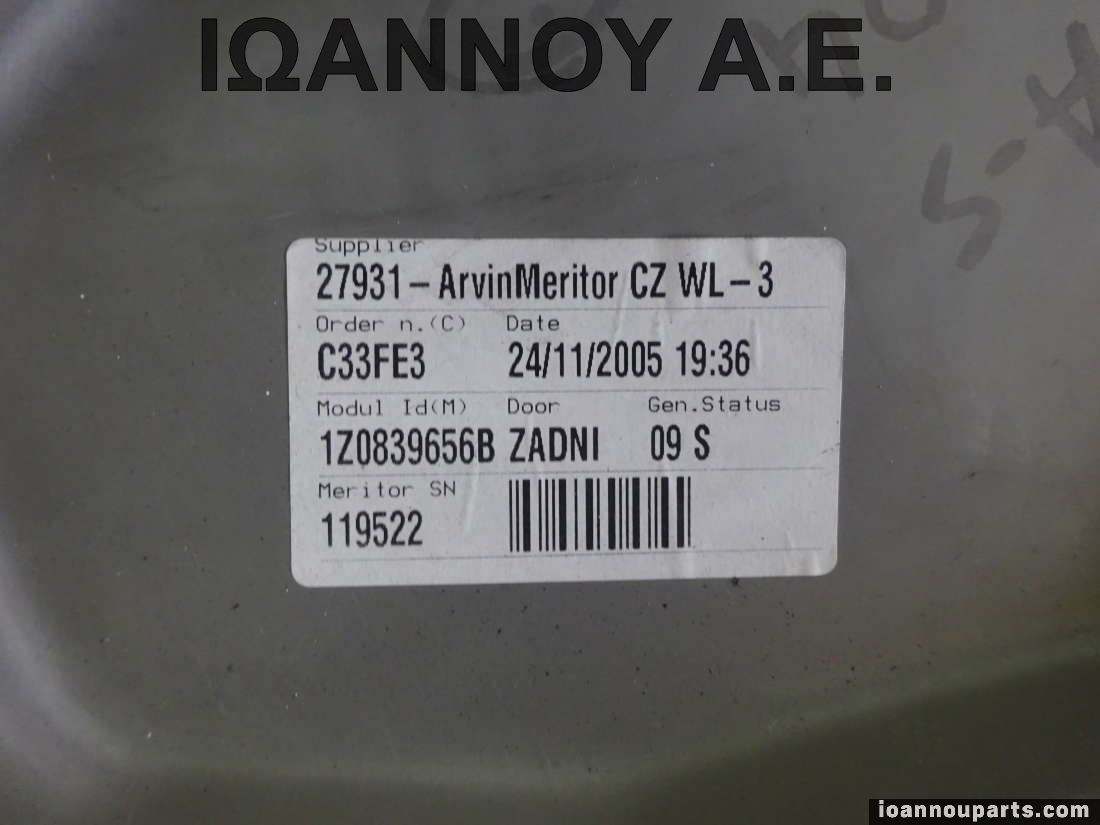 ΙΩΑΝΝΟΥ Α.Ε.
Supplier
27931-ArvinMeritor CZ WL-3
Order n.(C) Date
C33FE3 24/11/2005 19:36
Modul Id(M) Door Gen.Status
1Z0839656B ZADNI 09 S
Meritor SN
119522
ioannouparts.com